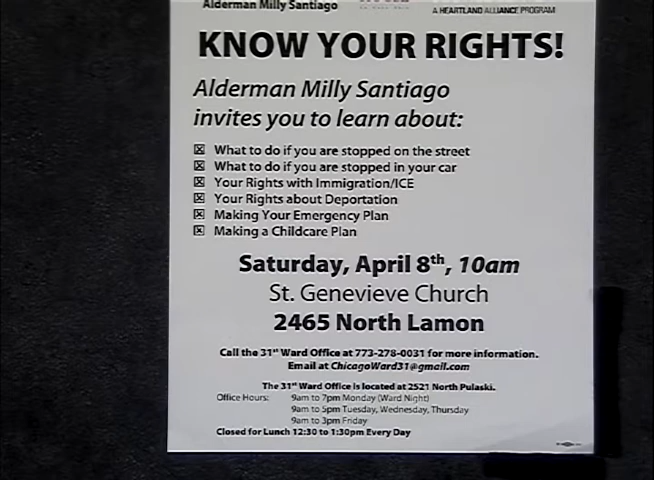 Alderman Milly Santiago
A HEARTLAND ALLIANCE PROGRAM
KNOW YOUR RIGHTS!
Alderman Milly Santiago
invites you to learn about:
☒ What to do if you are stopped on the street
☒ What to do if you are stopped in your car
☒ Your Rights with Immigration/ICE
☒ Your Rights about Deportation
☒ Making Your Emergency Plan
☒ Making a Childcare Plan
Saturday, April 8th, 10am
St. Genevieve Church
2465 North Lamon
Call the 31st Ward Office at 773-278-0031 for more information.
Email at ChicagoWard31@gmail.com
The 31st Ward Office is located at 2521 North Pulaski.
Office Hours: 9am to 7pm Monday (Ward Night)
9am to 5pm Tuesday, Wednesday, Thursday
9am to 3pm Friday
Closed for Lunch 12:30 to 1:30pm Every Day